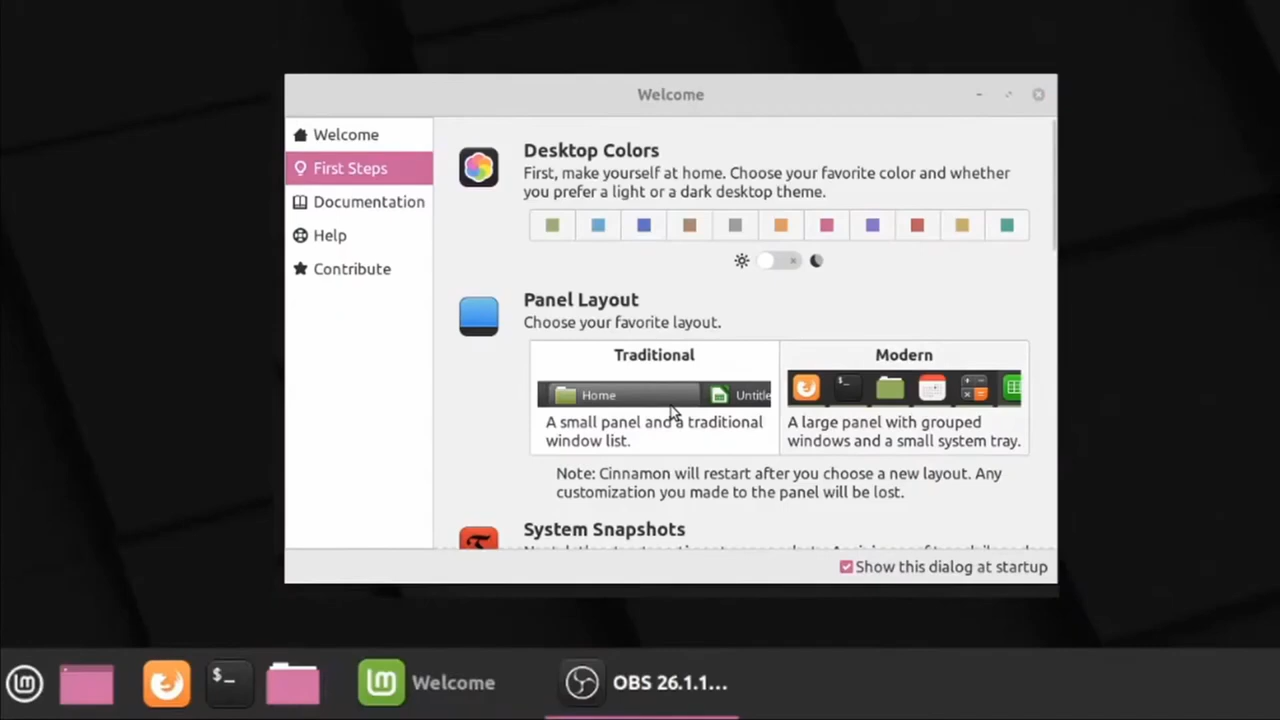 Welcome
Welcome
First Steps
Documentation
Help
Contribute
Desktop Colors
First, make yourself at home. Choose your favorite color and whether
you prefer a light or a dark desktop theme.
Panel Layout
Choose your favorite layout.
Traditional
Home
Untitle
A small panel and a traditional
window list.
Modern
$_
A large panel with grouped
windows and a small system tray.
Note: Cinnamon will restart after you choose a new layout. Any
customization you made to the panel will be lost.
System Snapshots
Show this dialog at startup
$_
Welcome
OBS 26.1.1...